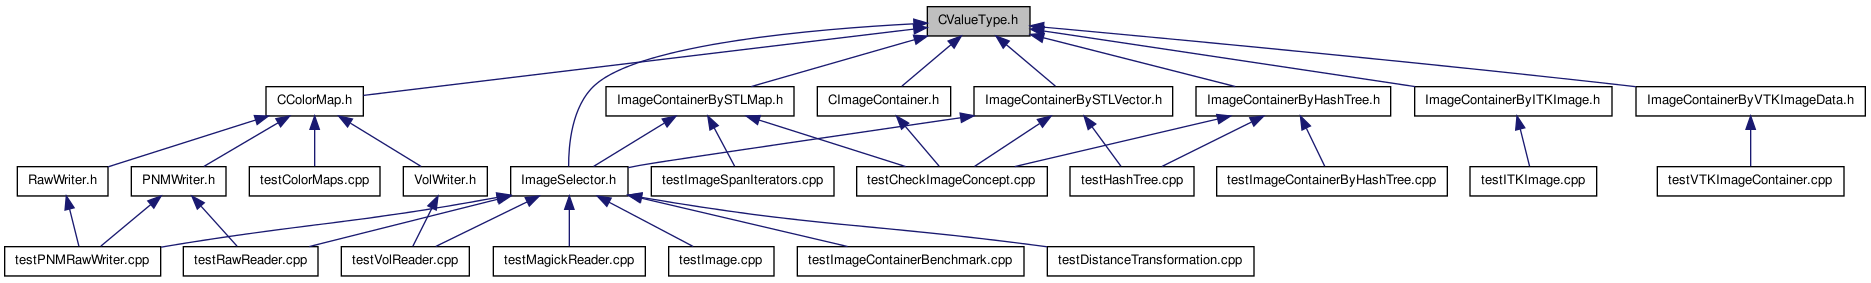 CValueType.h
CColorMap.h
ImageContainerBySTLMap.h
CImageContainer.h
ImageContainerBySTLVector.h
ImageContainerByHashTree.h
ImageContainerByITKImage.h
ImageContainerByVTKImageData.h
RawWriter.h
PNMWriter.h
testColorMaps.cpp
VolWriter.h
ImageSelector.h
testImageSpanIterators.cpp
testCheckImageConcept.cpp
testHashTree.cpp
testImageContainerByHashTree.cpp
testITKImage.cpp
testVTKImageContainer.cpp
testPNMRawWriter.cpp
testRawReader.cpp
testVolReader.cpp
testMagickReader.cpp
testImage.cpp
testImageContainerBenchmark.cpp
testDistanceTransformation.cpp